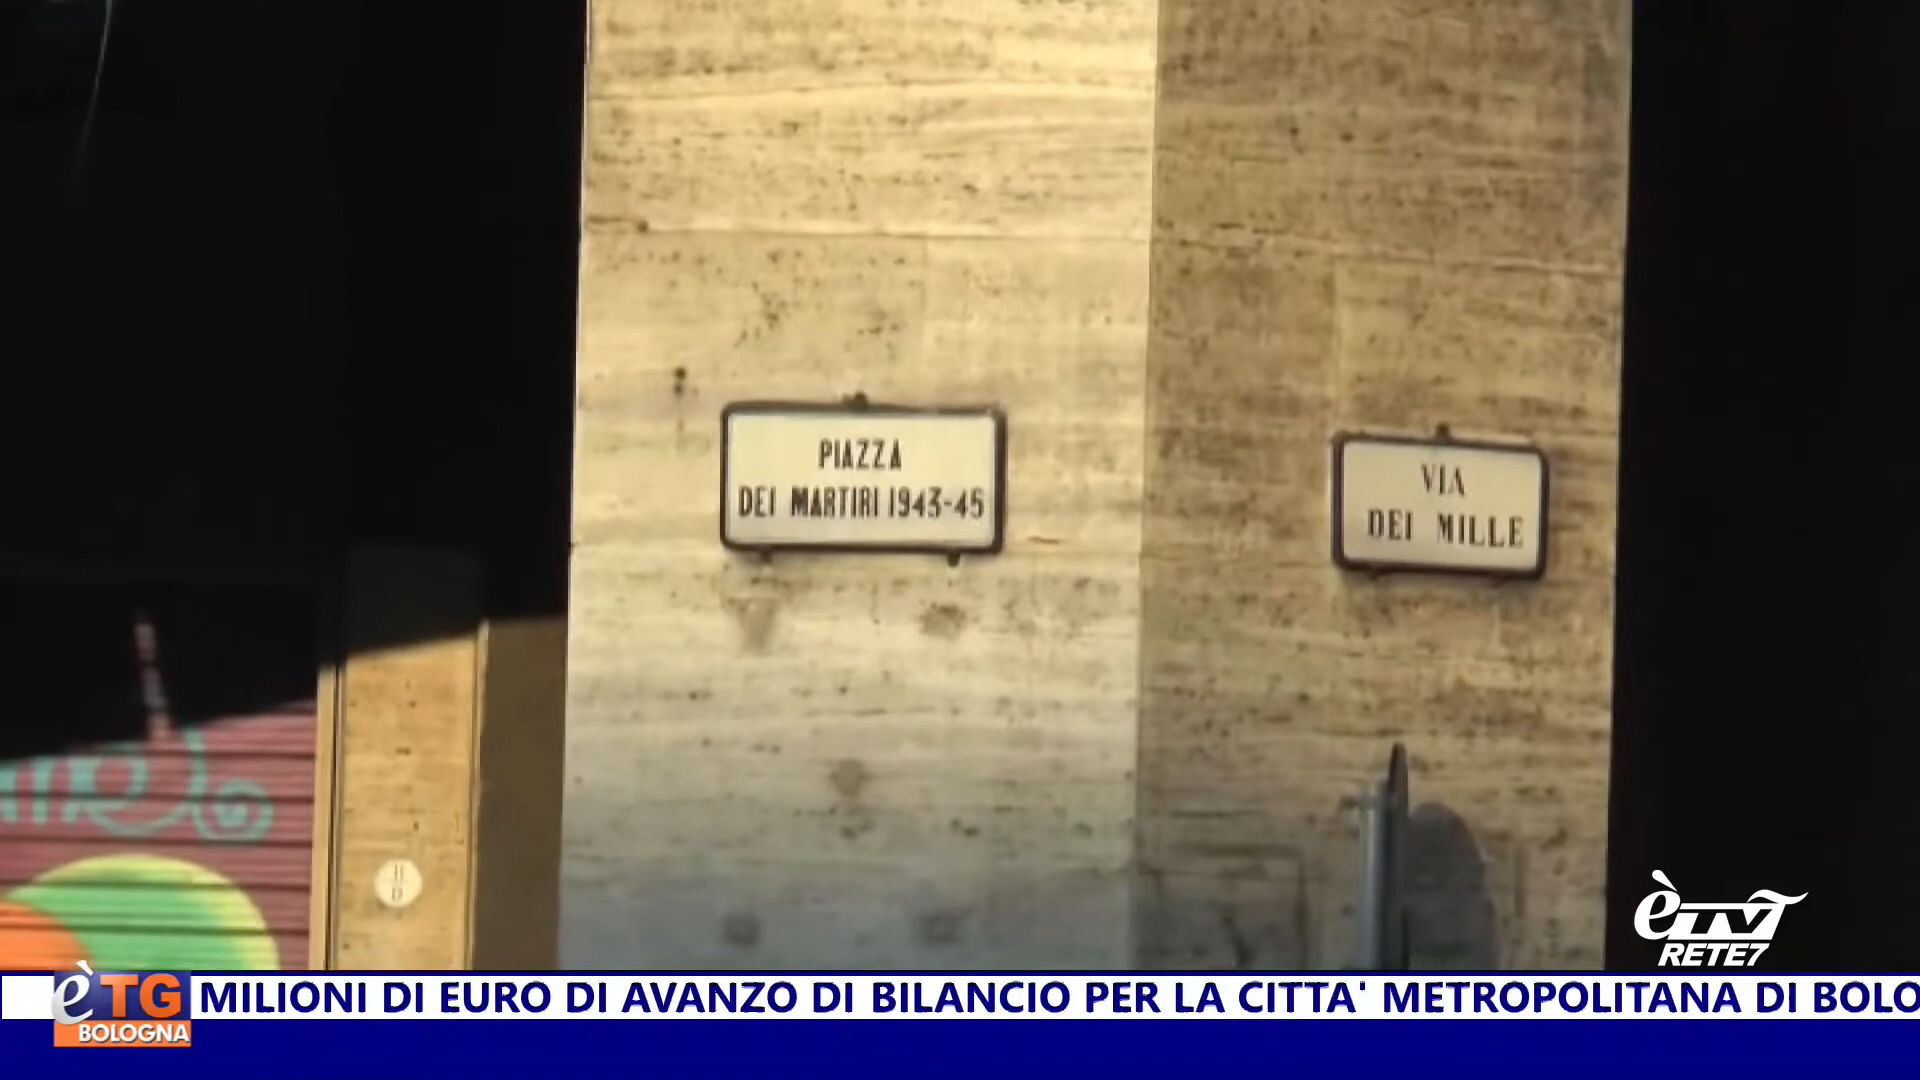 PIAZZA
DEI MARTIRI 1943-45
VIA
DEI MILLE
èTV
RETE7
èTG
BOLOGNA
MILIONI DI EURO DI AVANZO DI BILANCIO PER LA CITTA' METROPOLITANA DI BOLO